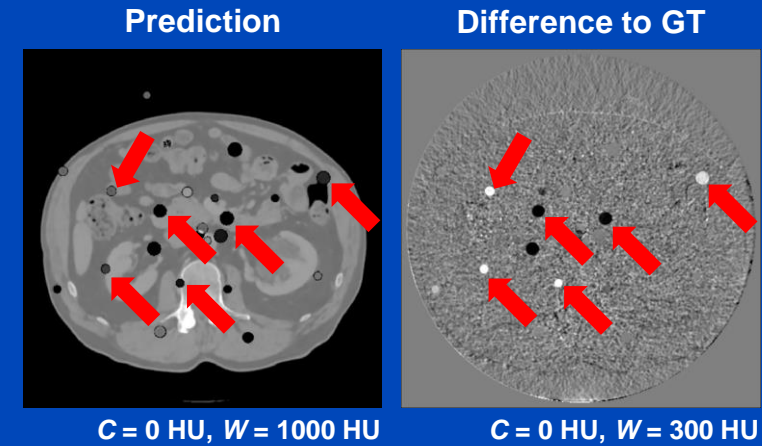 Prediction
Difference to GT
C = 0 HU, W = 1000 HU
C = 0 HU, W = 300 HU